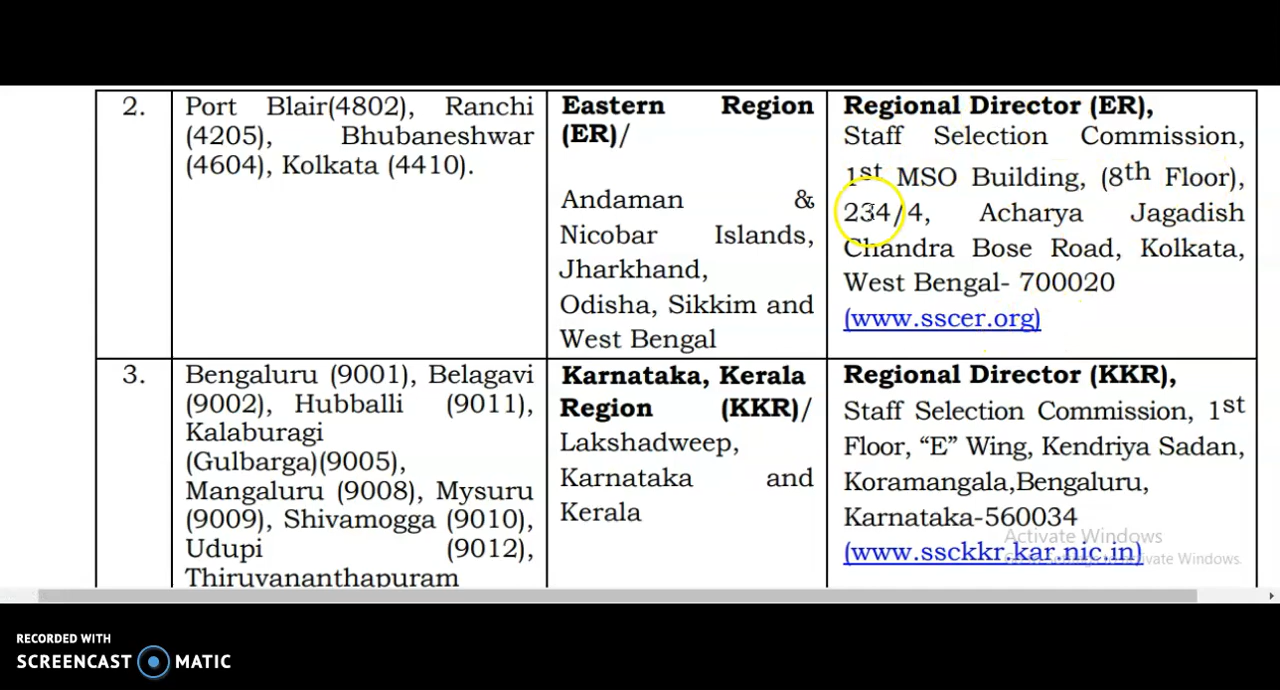 2.
Port Blair(4802), Ranchi
(4205), Bhubaneshwar
(4604), Kolkata (4410).
Eastern Region
(ER)/
Andaman &
Nicobar Islands,
Jharkhand,
Odisha, Sikkim and
West Bengal
Regional Director (ER),
Staff Selection Commission,
1st MSO Building, (8th Floor),
234/4, Acharya Jagadish
Chandra Bose Road, Kolkata,
West Bengal- 700020
(www.sscer.org)
3.
Bengaluru (9001), Belagavi
(9002), Hubballi (9011),
Kalaburagi
(Gulbarga)(9005),
Mangaluru (9008), Mysuru
(9009), Shivamogga (9010),
Udupi (9012),
Thiruvananthapuram
Karnataka, Kerala
Region (KKR)/
Lakshadweep,
Karnataka and
Kerala
Regional Director (KKR),
Staff Selection Commission, 1st
Floor, “E” Wing, Kendriya Sadan,
Koramangala,Bengaluru,
Karnataka-560034
(www.ssckkr.kar.nic.in)
Activate Windows
Activate Windows.
RECORDED WITH
SCREENCAST MATIC